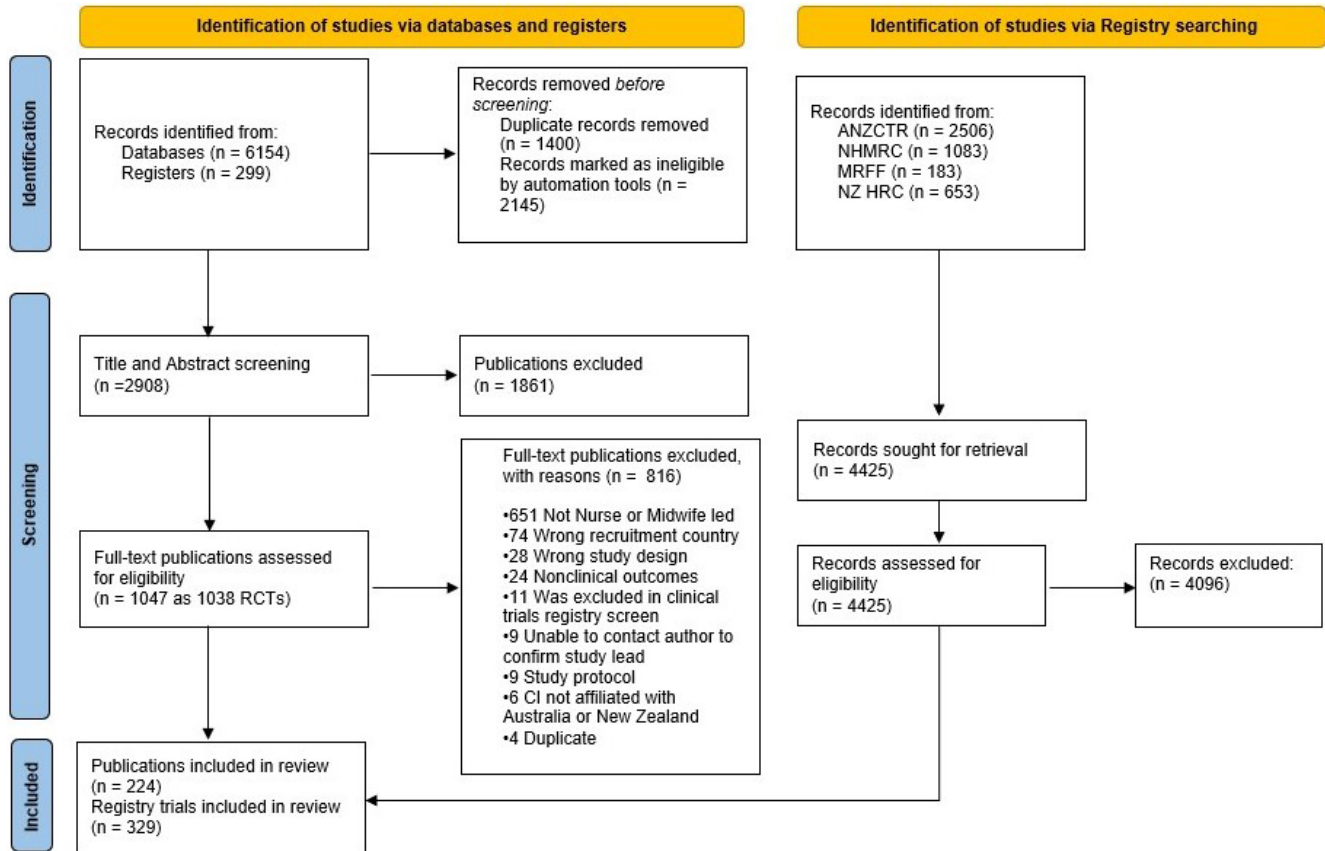 Identification of studies via databases and registers
Identification of studies via Registry searching
Identification
Records identified from:
Databases (n = 6154)
Registers (n = 299)
Records removed before
screening:
Duplicate records removed
(n = 1400)
Records marked as ineligible
by automation tools (n =
2145)
Records identified from:
ANZCTR (n = 2506)
NHMRC (n = 1083)
MRFF (n = 183)
NZ HRC (n = 653)
Screening
Title and Abstract screening
(n =2908)
Publications excluded
(n = 1861)
Records sought for retrieval
(n = 4425)
Full-text publications assessed
for eligibility
(n = 1047 as 1038 RCTs)
Full-text publications excluded,
with reasons (n = 816)
•651 Not Nurse or Midwife led
•74 Wrong recruitment country
•28 Wrong study design
•24 Nonclinical outcomes
•11 Was excluded in clinical
trials registry screen
•9 Unable to contact author to
confirm study lead
•9 Study protocol
•6 CI not affiliated with
Australia or New Zealand
•4 Duplicate
Records assessed for
eligibility
(n = 4425)
Records excluded:
(n = 4096)
Included
Publications included in review
(n = 224)
Registry trials included in review
(n = 329)